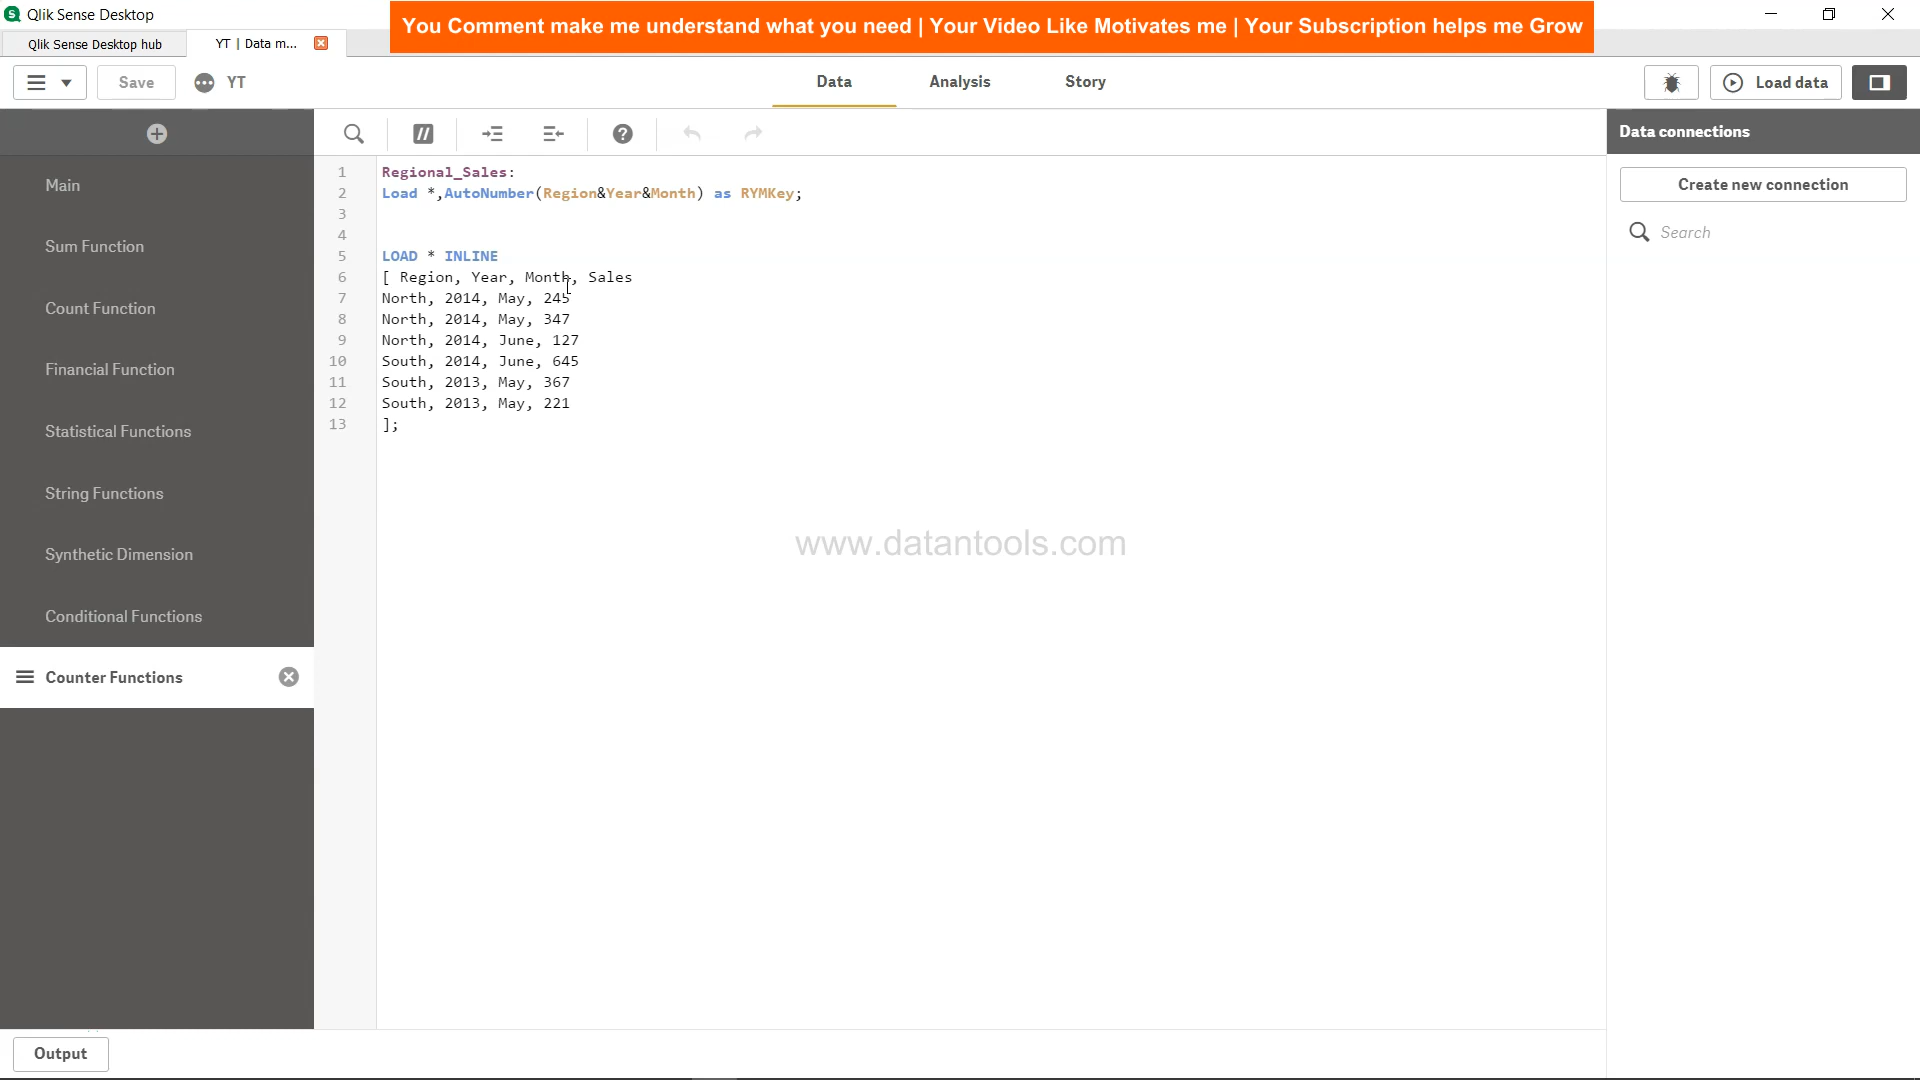 Qlik Sense Desktop
You Comment make me understand what you need | Your Video Like Motivates me | Your Subscription helps me Grow
Qlik Sense Desktop hub
YT | Data m...
Save
YT
Data
Analysis
Story
Load data
Main
Sum Function
Count Function
Financial Function
Statistical Functions
String Functions
Synthetic Dimension
Conditional Functions
Counter Functions
1 Regional_Sales:
2 Load *,AutoNumber(Region&Year&Month) as RYMKey;
3
4
5 LOAD * INLINE
6 [ Region, Year, Month, Sales
7 North, 2014, May, 245
8 North, 2014, May, 347
9 North, 2014, June, 127
10 South, 2014, June, 645
11 South, 2013, May, 367
12 South, 2013, May, 221
13 ];
www.datantools.com
Data connections
Create new connection
Search
Output